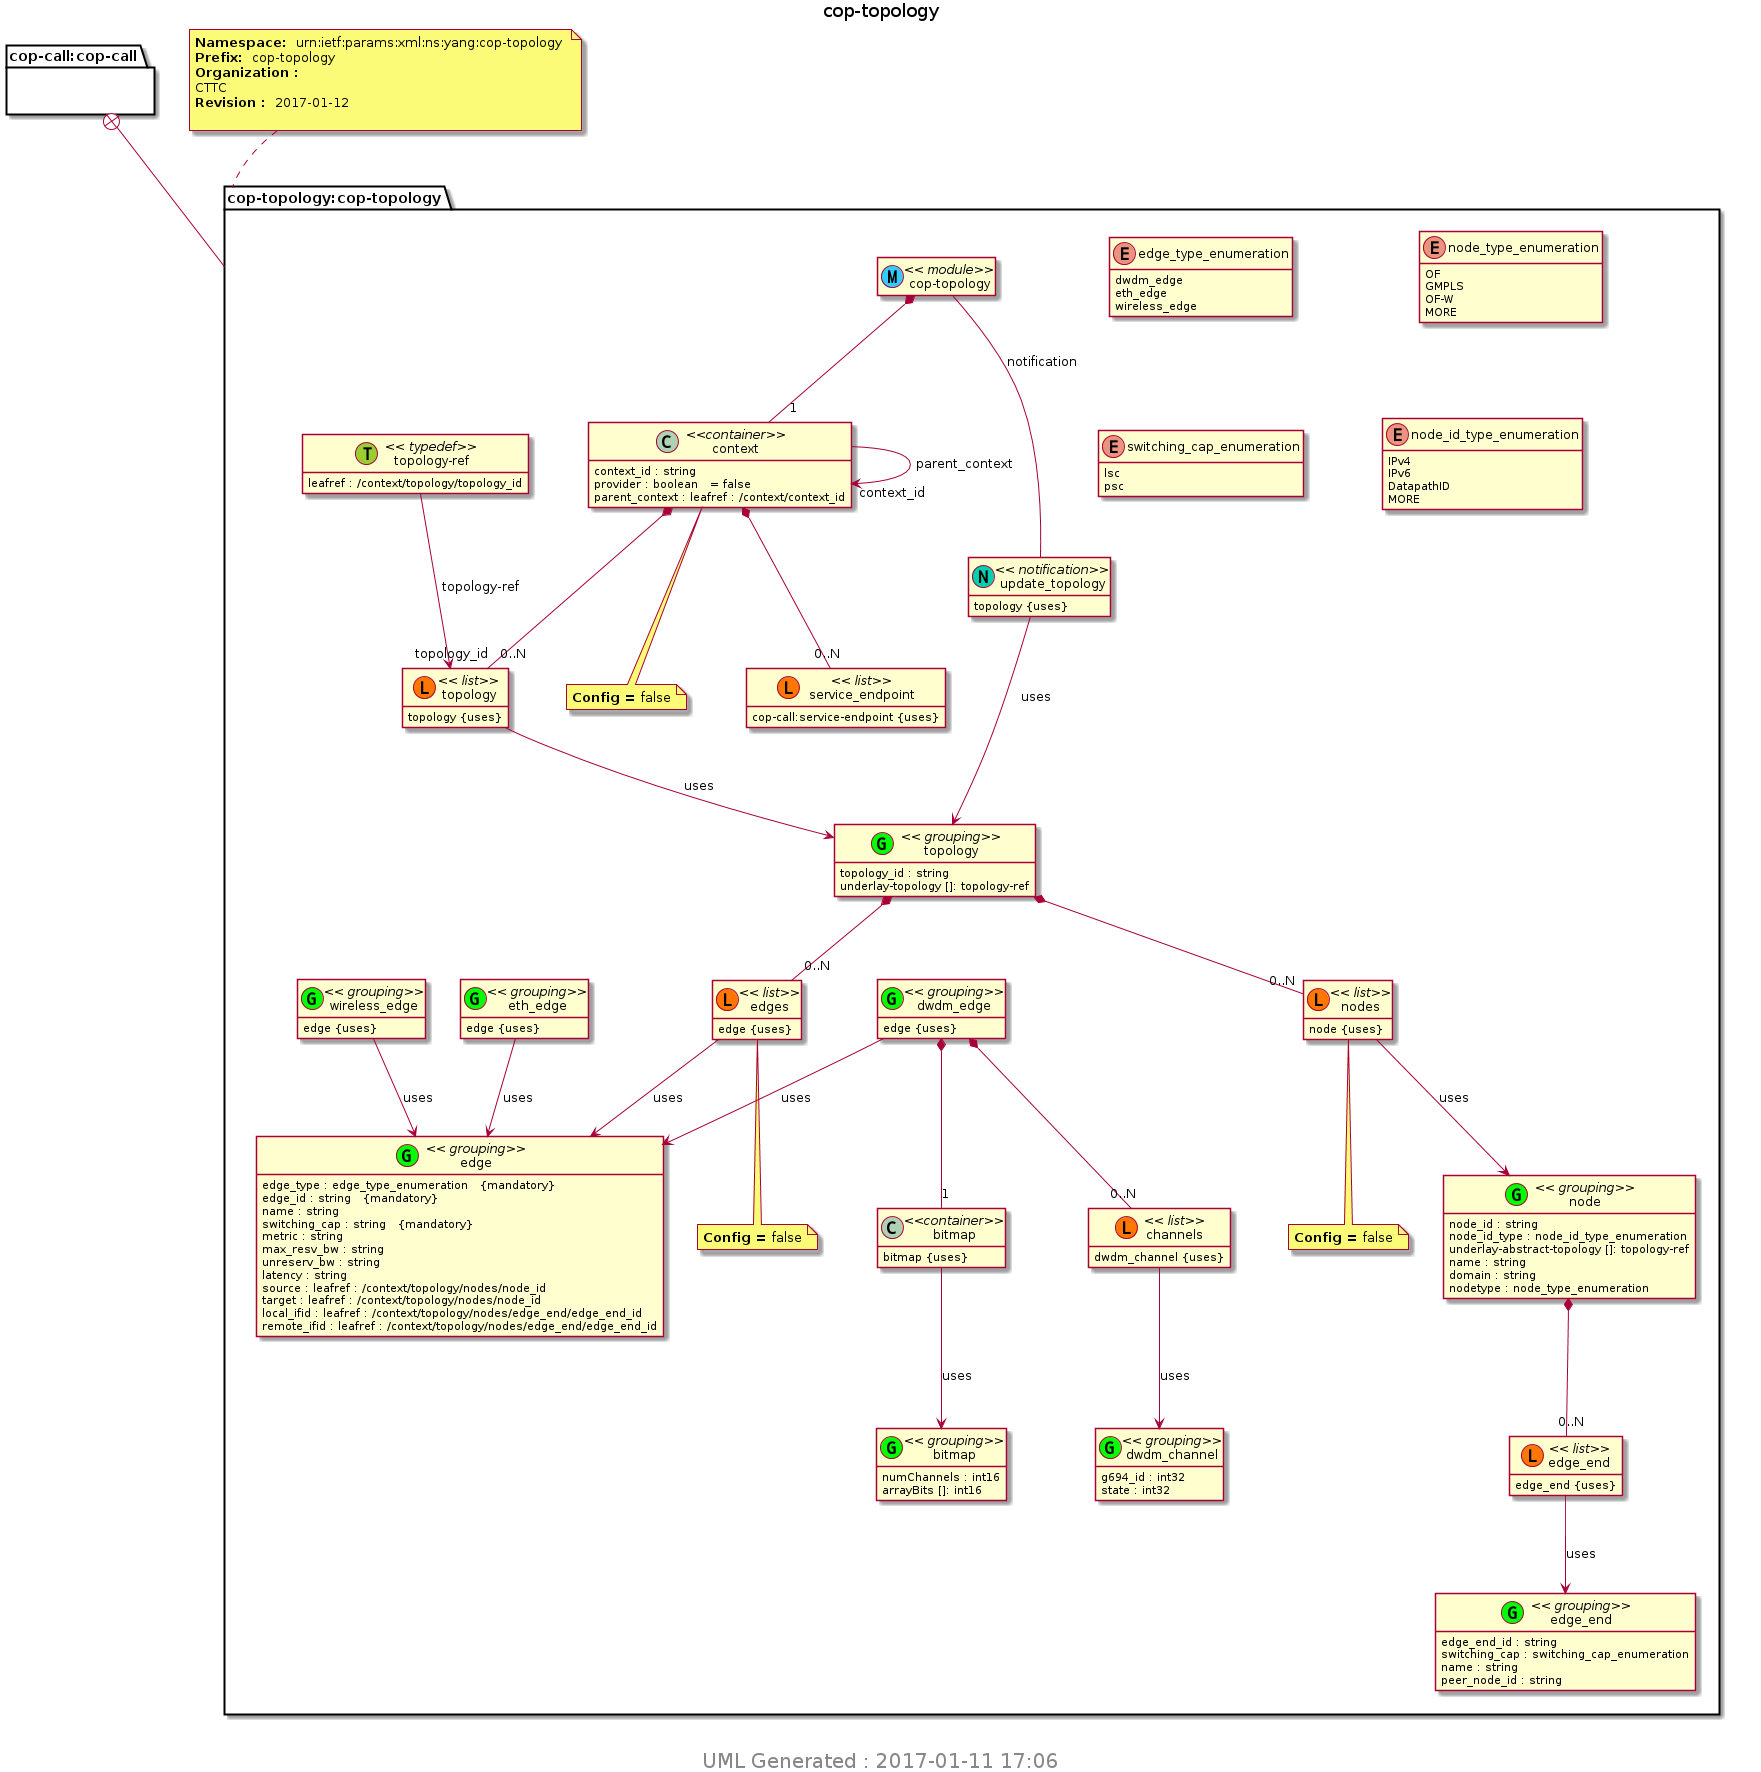 cop-topology
cop-call:cop-call
Namespace: urn:ietf:params:xml:ns:yang:cop-topology
Prefix: cop-topology
Organization :
CTTC
Revision : 2017-01-12
cop-topology:cop-topology
M
<< module>>
cop-topology
E
edge_type_enumeration
dwdm_edge
eth_edge
wireless_edge
E
node_type_enumeration
OF
GMPLS
OF-W
MORE
notification
1
T
<< typedef>>
topology-ref
leafref : /context/topology/topology_id
C
<<container>>
context
context_id : string
provider : boolean = false
parent_context : leafref : /context/context_id
parent_context
context_id
E
switching_cap_enumeration
lsc
psc
E
node_id_type_enumeration
IPv4
IPv6
DatapathID
MORE
N
<< notification>>
update_topology
topology {uses}
topology-ref
topology_id
0..N
0..N
L
<< list>>
topology
topology {uses}
Config = false
L
<< list>>
service_endpoint
cop-call:service-endpoint {uses}
uses
uses
G
<< grouping>>
topology
topology_id : string
underlay-topology []: topology-ref
0..N
0..N
G
<< grouping>>
wireless_edge
edge {uses}
G
<< grouping>>
eth_edge
edge {uses}
L
<< list>>
edges
edge {uses}
G
<< grouping>>
dwdm_edge
edge {uses}
L
<< list>>
nodes
node {uses}
uses
uses
uses
uses
uses
G
<< grouping>>
edge
edge_type : edge_type_enumeration {mandatory}
edge_id : string {mandatory}
name : string
switching_cap : string {mandatory}
metric : string
max_resv_bw : string
unreserv_bw : string
latency : string
source : leafref : /context/topology/nodes/node_id
target : leafref : /context/topology/nodes/node_id
local_ifid : leafref : /context/topology/nodes/edge_end/edge_end_id
remote_ifid : leafref : /context/topology/nodes/edge_end/edge_end_id
Config = false
1
C
<<container>>
bitmap
bitmap {uses}
0..N
L
<< list>>
channels
dwdm_channel {uses}
Config = false
G
<< grouping>>
node
node_id : string
node_id_type : node_id_type_enumeration
underlay-abstract-topology []: topology-ref
name : string
domain : string
nodetype : node_type_enumeration
uses
uses
0..N
G
<< grouping>>
bitmap
numChannels : int16
arrayBits []: int16
G
<< grouping>>
dwdm_channel
g694_id : int32
state : int32
L
<< list>>
edge_end
edge_end {uses}
uses
G
<< grouping>>
edge_end
edge_end_id : string
switching_cap : switching_cap_enumeration
name : string
peer_node_id : string
UML Generated : 2017-01-11 17:06